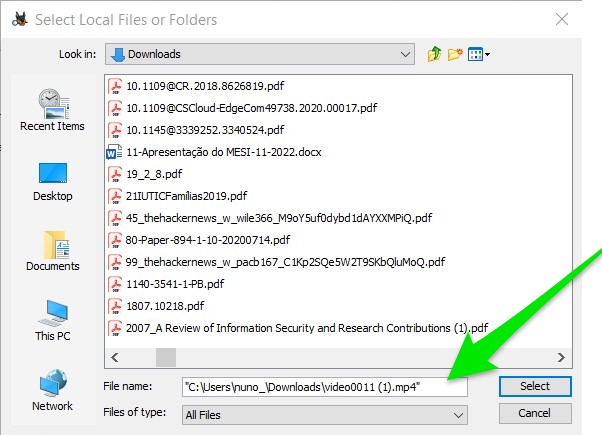 Select Local Files or Folders
Look in: Downloads
10.1109@CR.2018.8626819.pdf
10.1109@CSCloud-EdgeCom49738.2020.00017.pdf
10.1145@3339252.3340524.pdf
11-Apresentação do MESI-11-2022.docx
19_2_8.pdf
21IUTICFamílias2019.pdf
45_thehackernews_w_wile366_M9oY5uf0dybd1dAYXXMPiQ.pdf
80-Paper-894-1-10-20200714.pdf
99_thehackernews_w_pacb167_C1Kp2SQe5W2T9SKbQluMoQ.pdf
1140-3541-1-PB.pdf
1807.10218.pdf
2007_A Review of Information Security and Research Contributions (1).pdf
Recent Items
Desktop
Documents
This PC
Network
File name: "C:\Users\nuno_\Downloads\video0011 (1).mp4" Select
Files of type: All Files Cancel